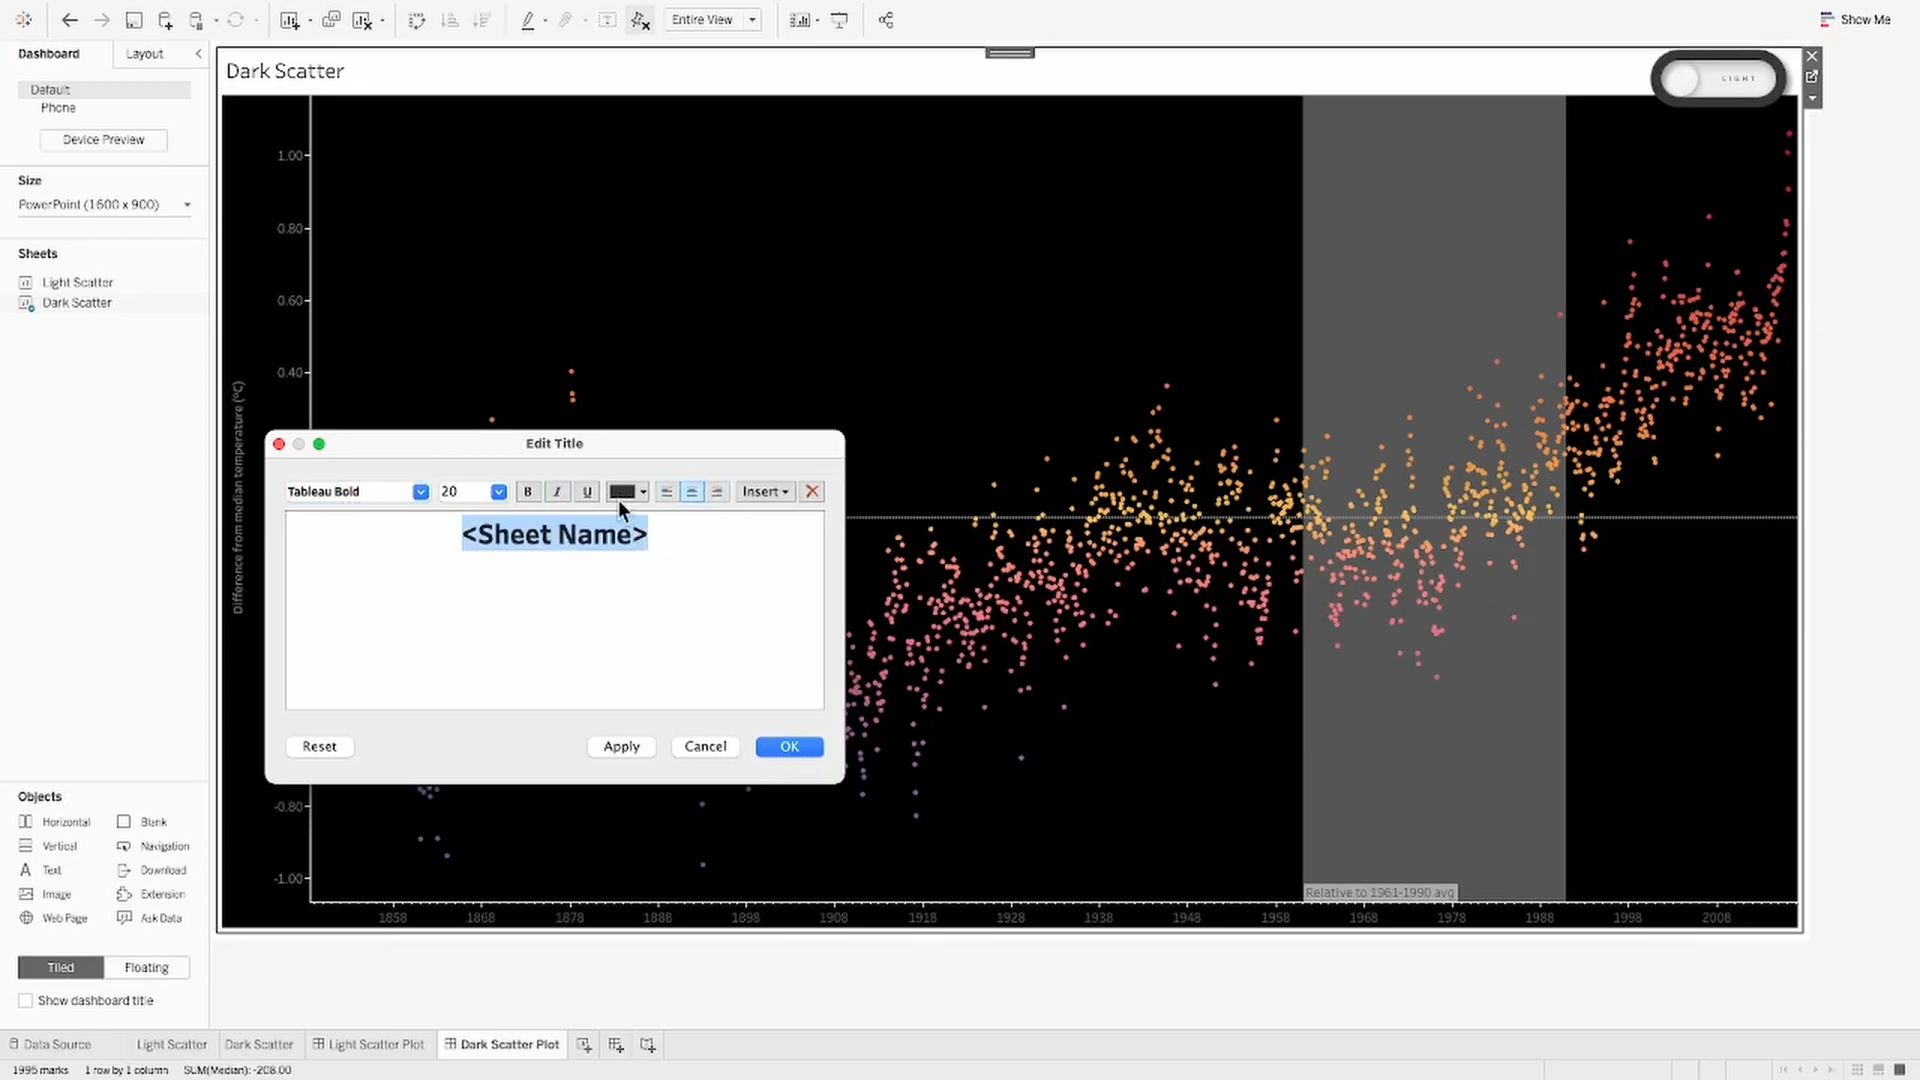 Entire View
Show Me
Dashboard
Layout
Default
Phone
Device Preview
Size
PowerPoint (1600 x 900)
Sheets
Light Scatter
Dark Scatter
Dark Scatter
LIGHT
1.00
0.80
0.60
0.40
-0.80
-1.00
Difference from median temperature (°C)
Edit Title
Tableau Bold
20
B
I
U
Insert
<Sheet Name>
Reset
Apply
Cancel
OK
Relative to 1961-1990 avg
1858
1868
1878
1888
1898
1908
1918
1928
1938
1948
1958
1968
1978
1988
1998
2008
Objects
Horizontal
Blank
Vertical
Navigation
A Text
Download
Image
Extension
Web Page
Ask Data
Tiled
Floating
Show dashboard title
Data Source
Light Scatter
Dark Scatter
Light Scatter Plot
Dark Scatter Plot
1995 marks
1 row by 1 column
SUM(Median): -208.00